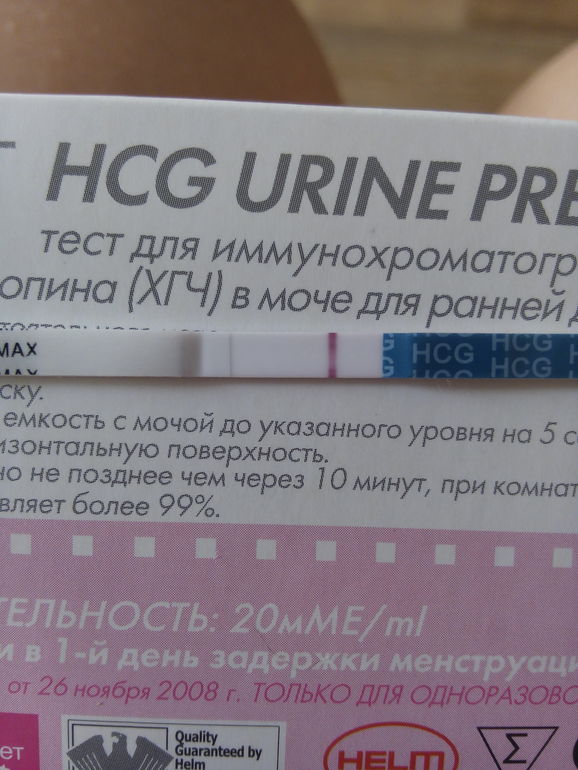 HCG URINE PRE
тест для иммунохроматогр
опина (ХГЧ) в моче для ранней д
MAX HCG HCG HCG
ску.
емкость с мочой до указанного уровня на 5 с
изонтальную поверхность.
но не позднее чем через 10 минут, при комнат
вляет более 99%.
ТЕЛЬНОСТЬ: 20мМЕ/ml
и в 1-й день задержки менструаци
от 26 ноября 2008 г. ТОЛЬКО ДЛЯ ОДНОРАЗОВО
ет
Quality
Guaranteed by
Helm
HELM
Σ